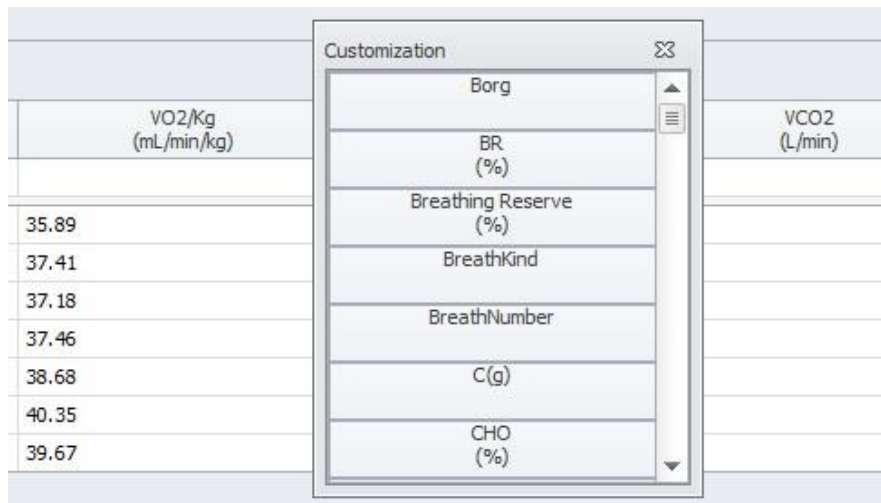 Customization
Borg
BR
(%)
Breathing Reserve
(%)
BreathKind
BreathNumber
C(g)
CHO
(%)
VO2/Kg
(mL/min/kg)
35.89
37.41
37.18
37.46
38.68
40.35
39.67
VCO2
(L/min)